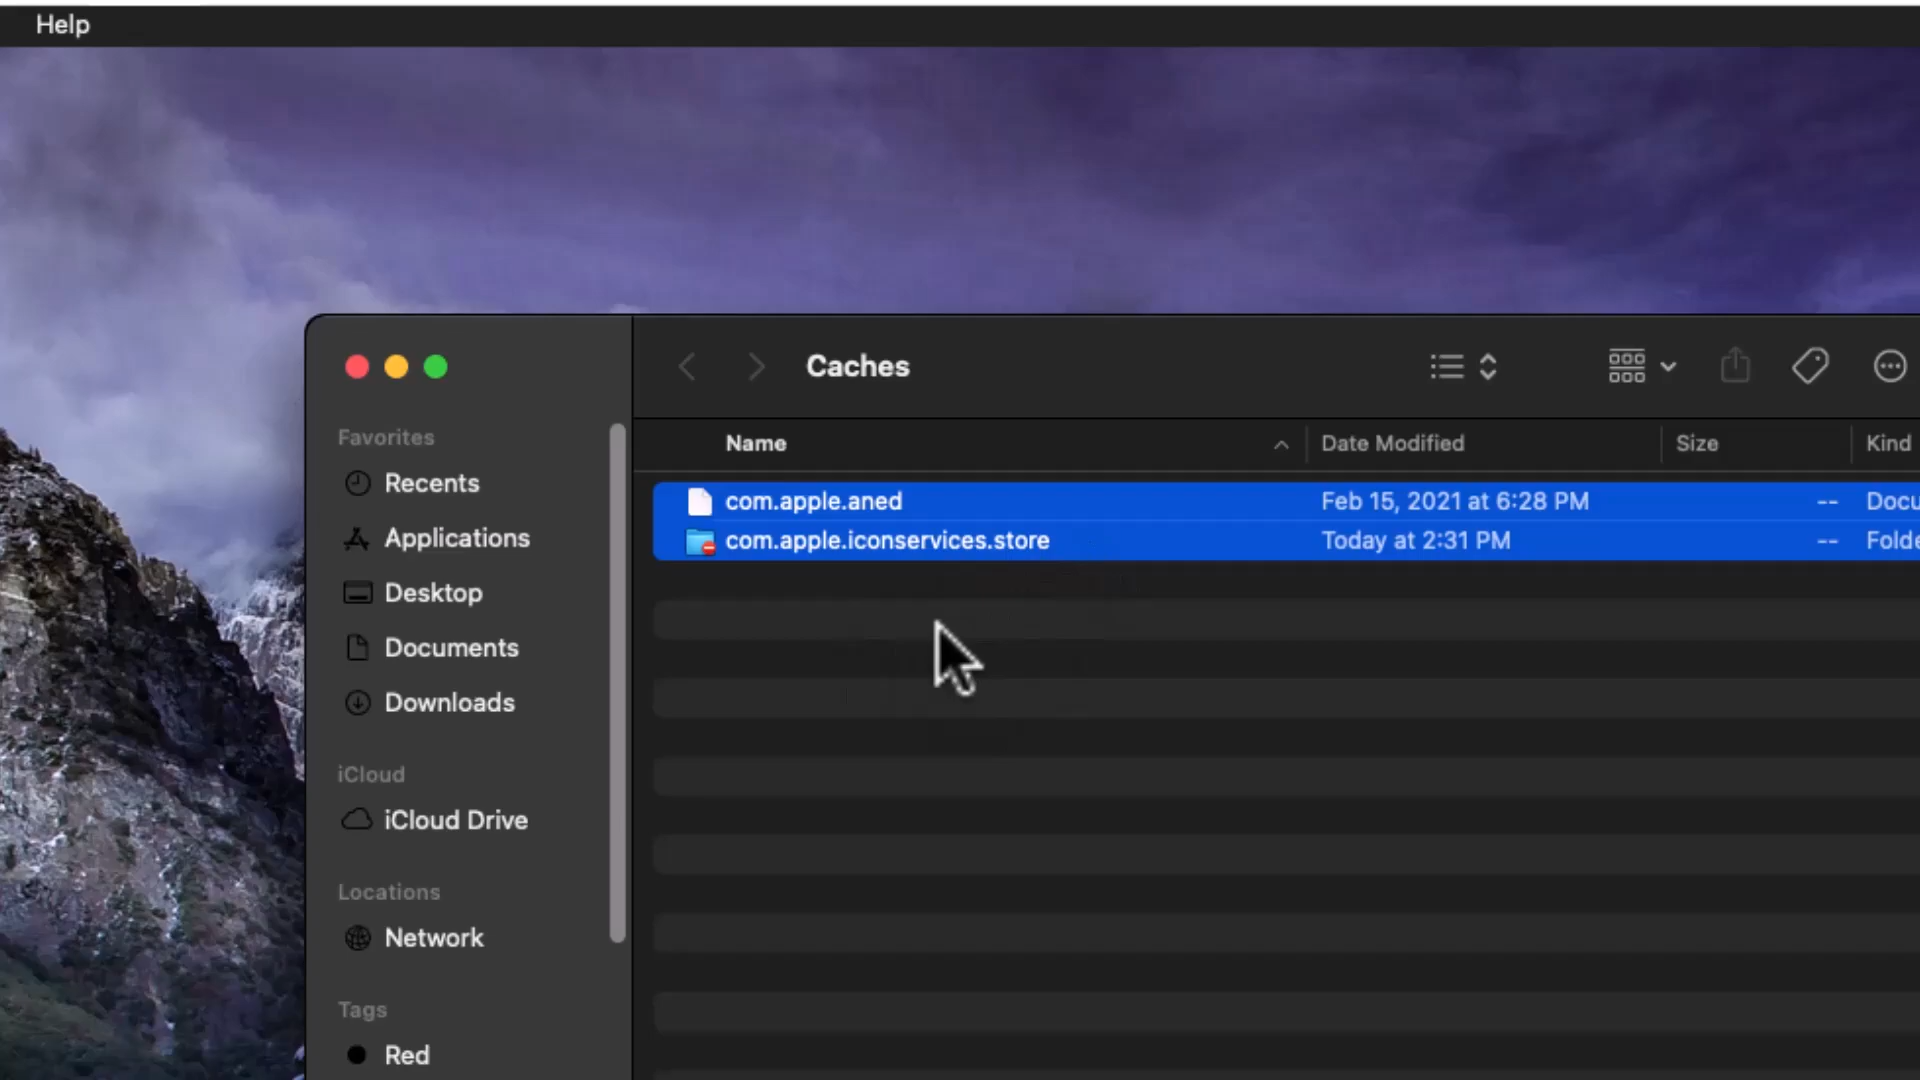 Help
Caches
Favorites
Recents
Applications
Desktop
Documents
Downloads
iCloud
iCloud Drive
Locations
Network
Tags
Red
Name Date Modified Size Kind
com.apple.aned Feb 15, 2021 at 6:28 PM -- Docu
com.apple.iconservices.store Today at 2:31 PM -- Folde